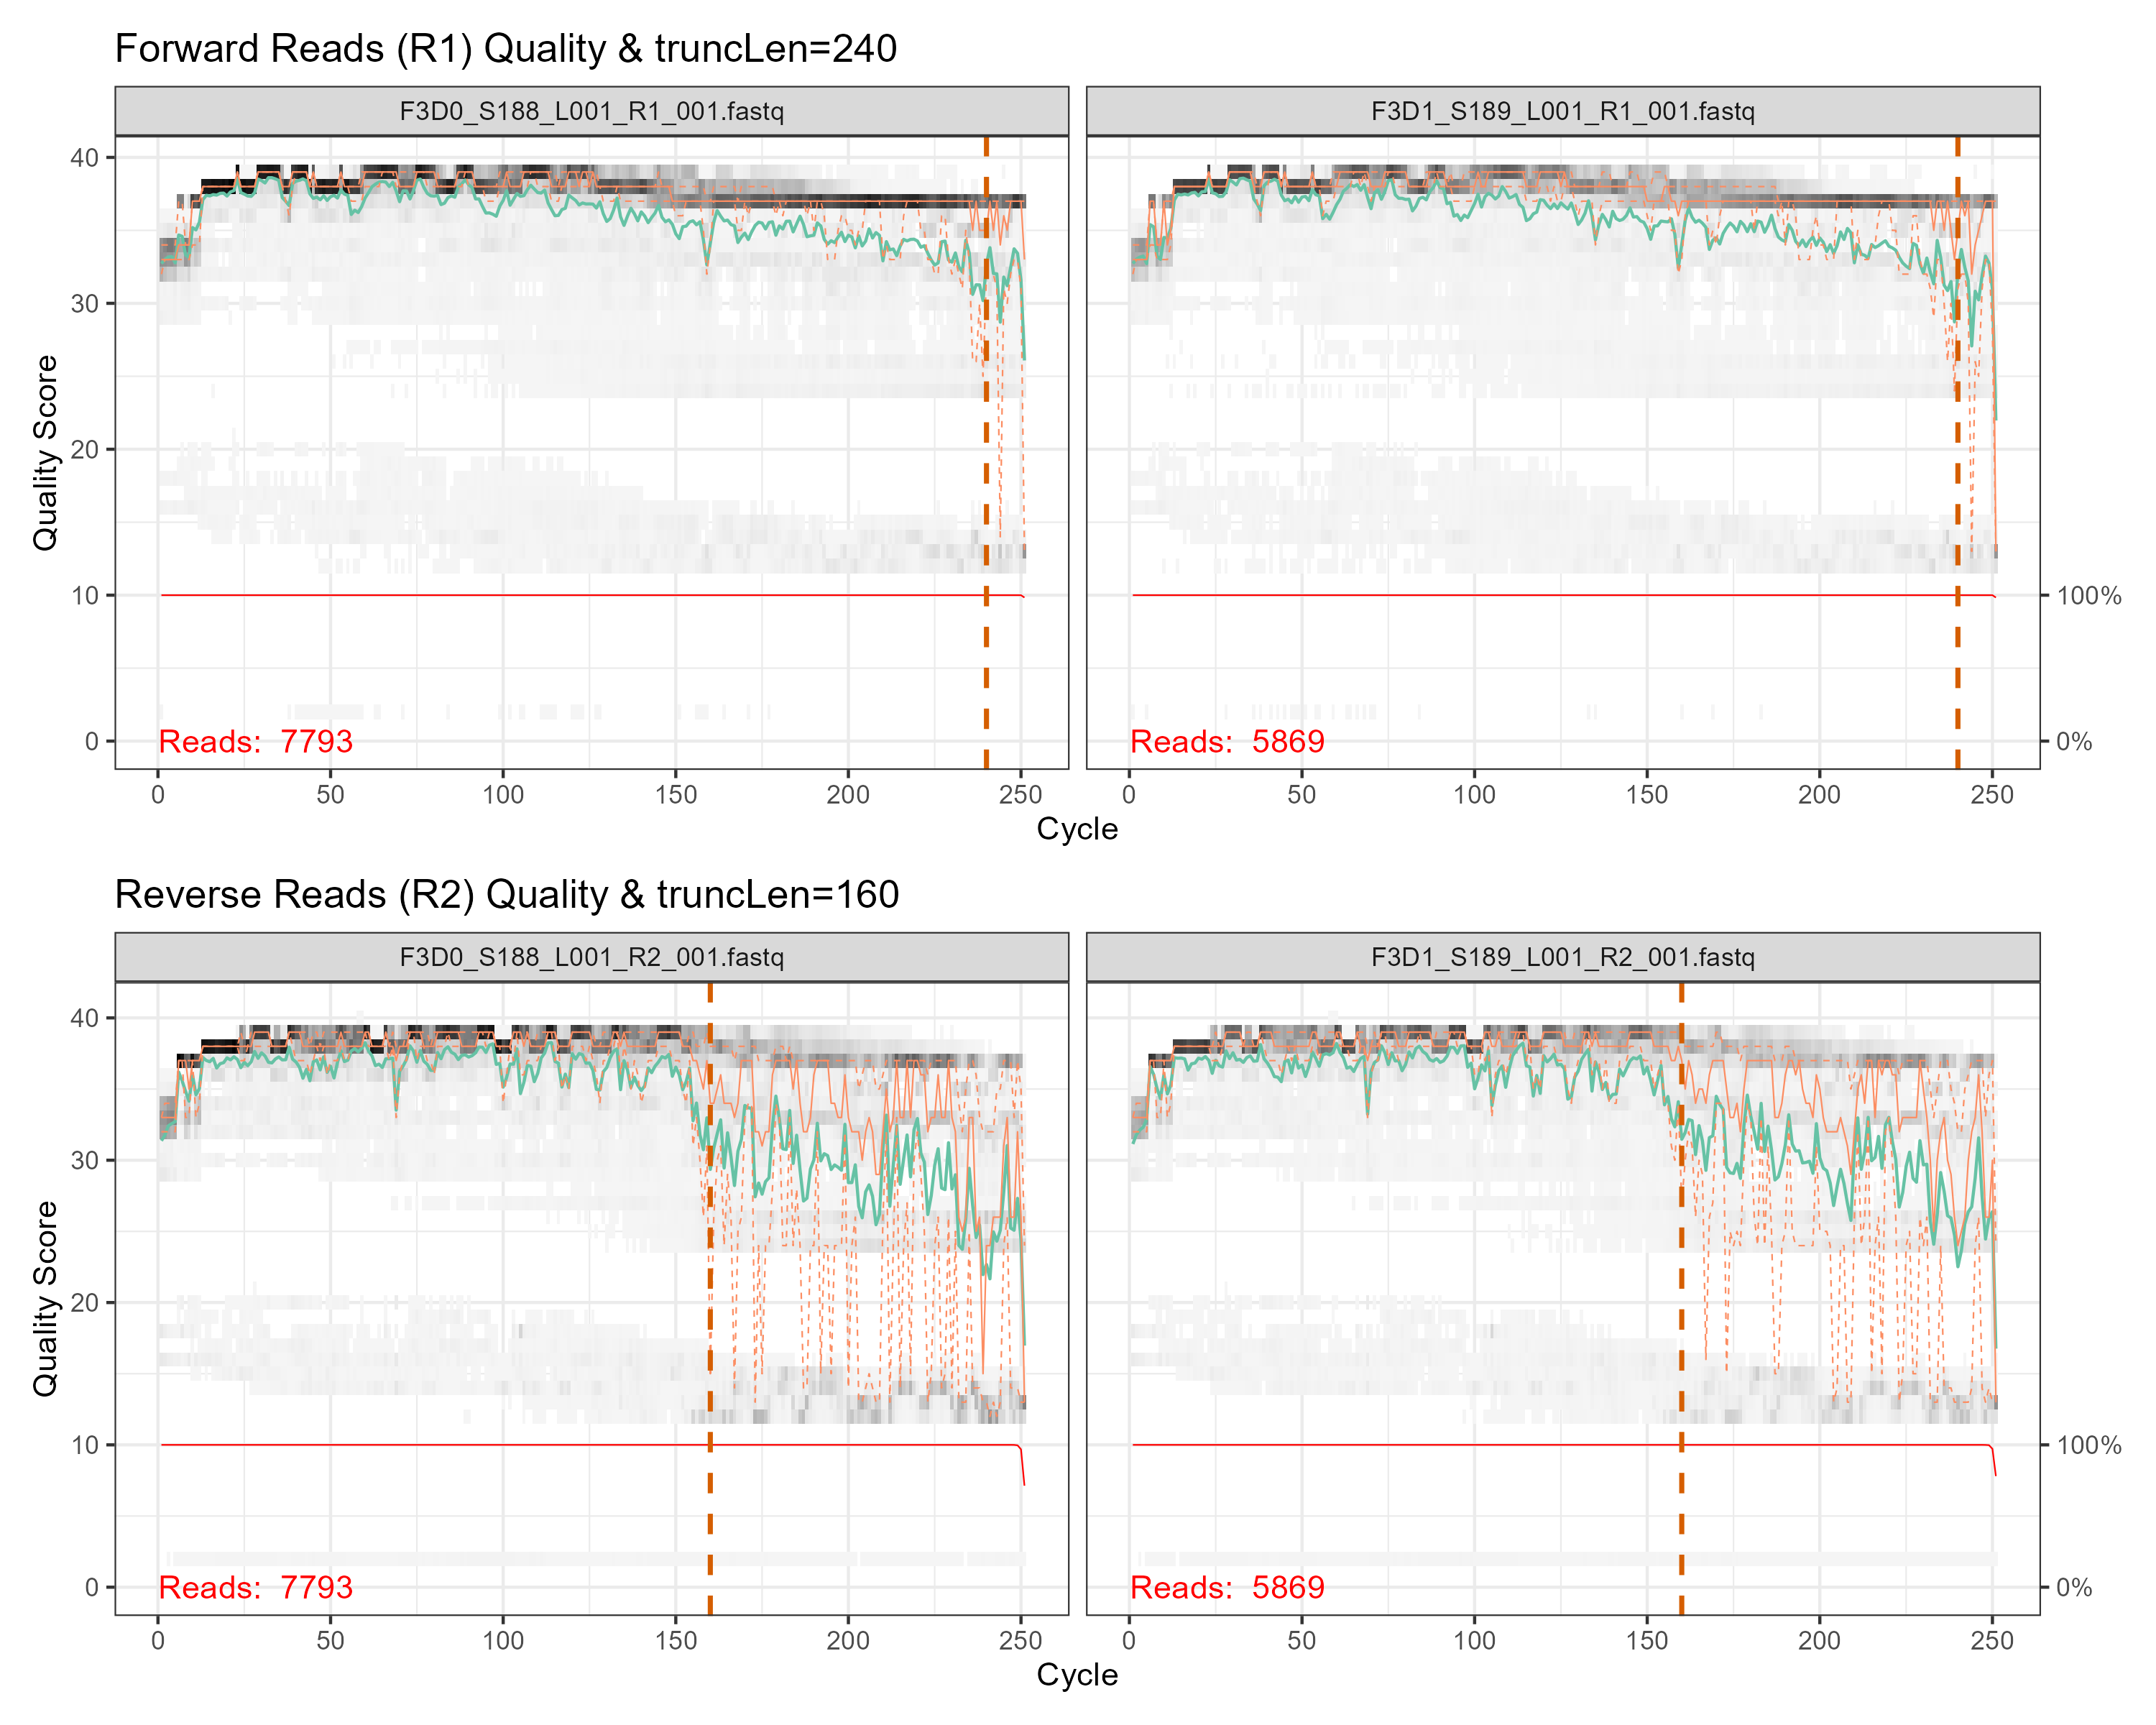 Forward Reads (R1) Quality & truncLen=240
F3D0_S188_L001_R1_001.fastq
F3D1_S189_L001_R1_001.fastq
40
30
20
10
0
Quality Score
100%
0%
Reads: 7793
Reads: 5869
0 50 100 150 200 250
0 50 100 150 200 250
Cycle
Reverse Reads (R2) Quality & truncLen=160
F3D0_S188_L001_R2_001.fastq
F3D1_S189_L001_R2_001.fastq
40
30
20
10
0
Quality Score
100%
0%
Reads: 7793
Reads: 5869
0 50 100 150 200 250
0 50 100 150 200 250
Cycle